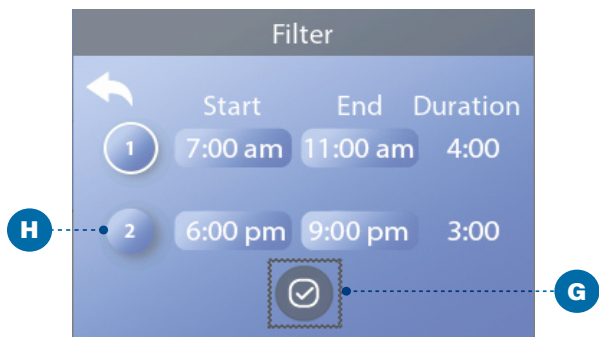 Filter
Start End Duration
1 7:00 am 11:00 am 4:00
H 2 6:00 pm 9:00 pm 3:00
G